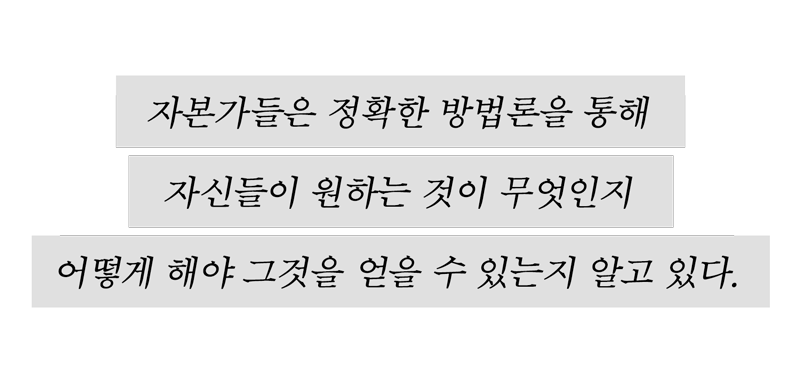 자본가들은 정확한 방법론을 통해
자신들이 원하는 것이 무엇인지
어떻게 해야 그것을 얻을 수 있는지 알고 있다.